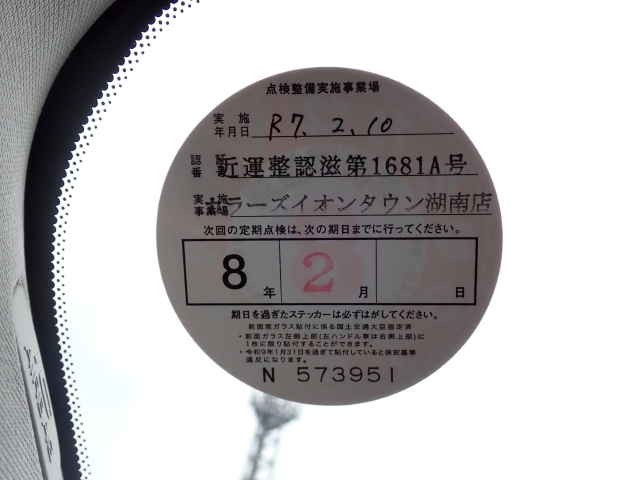 点検整備実施事業場
実施年月日 R7. 2. 10
認証番号 近運整認滋第1681A号
実施事業場 カラーズイオンタウン湖南店
次回の定期点検は、次の期日までに行ってください。
8年 2月 日
期日を過ぎたステッカーは必ずはがしてください。
前面窓ガラス貼付に係る国土交通大臣指定済
・前面ガラス左側上部(左ハンドル車は右側上部)に
1枚に限り貼付することができます。
・令和9年1月31日を過ぎて貼付していると保安基準
違反になります。
N 573951